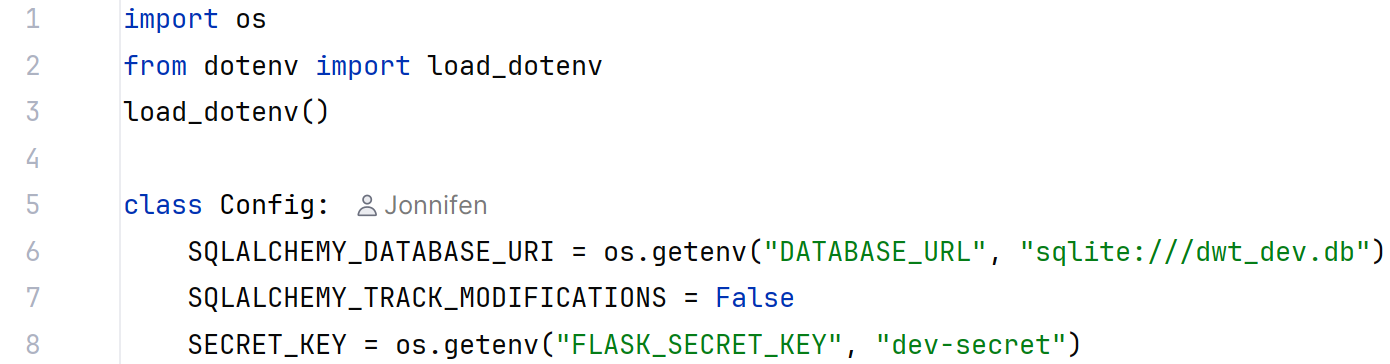 1 import os
2 from dotenv import load_dotenv
3 load_dotenv()
4
5 class Config: Jonnifen
6     SQLALCHEMY_DATABASE_URI = os.getenv("DATABASE_URL", "sqlite:///dwt_dev.db")
7     SQLALCHEMY_TRACK_MODIFICATIONS = False
8     SECRET_KEY = os.getenv("FLASK_SECRET_KEY", "dev-secret")